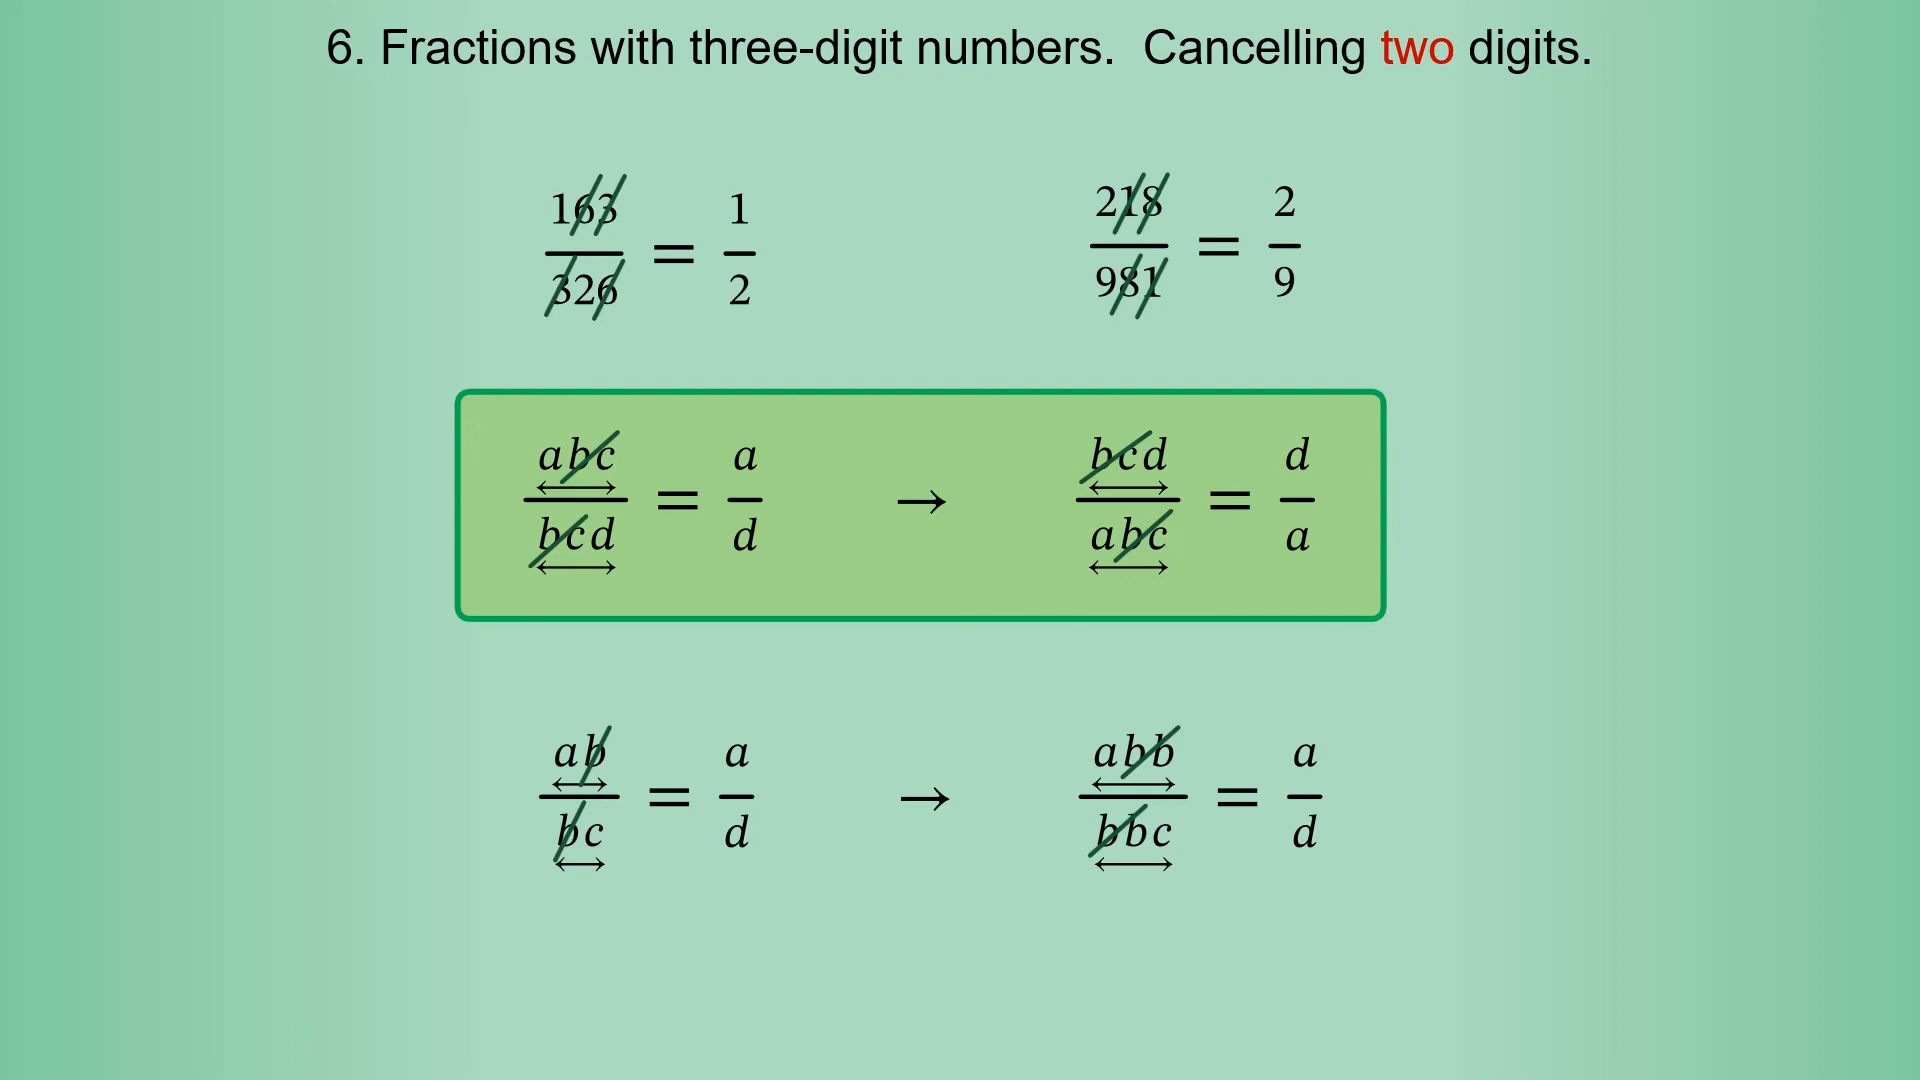 6. Fractions with three-digit numbers. Cancelling two digits.
163/326 = 1/2
218/981 = 2/9
abc/bcd = a/d → bcd/abc = d/a
ab/bc = a/d → abb/bbc = a/d